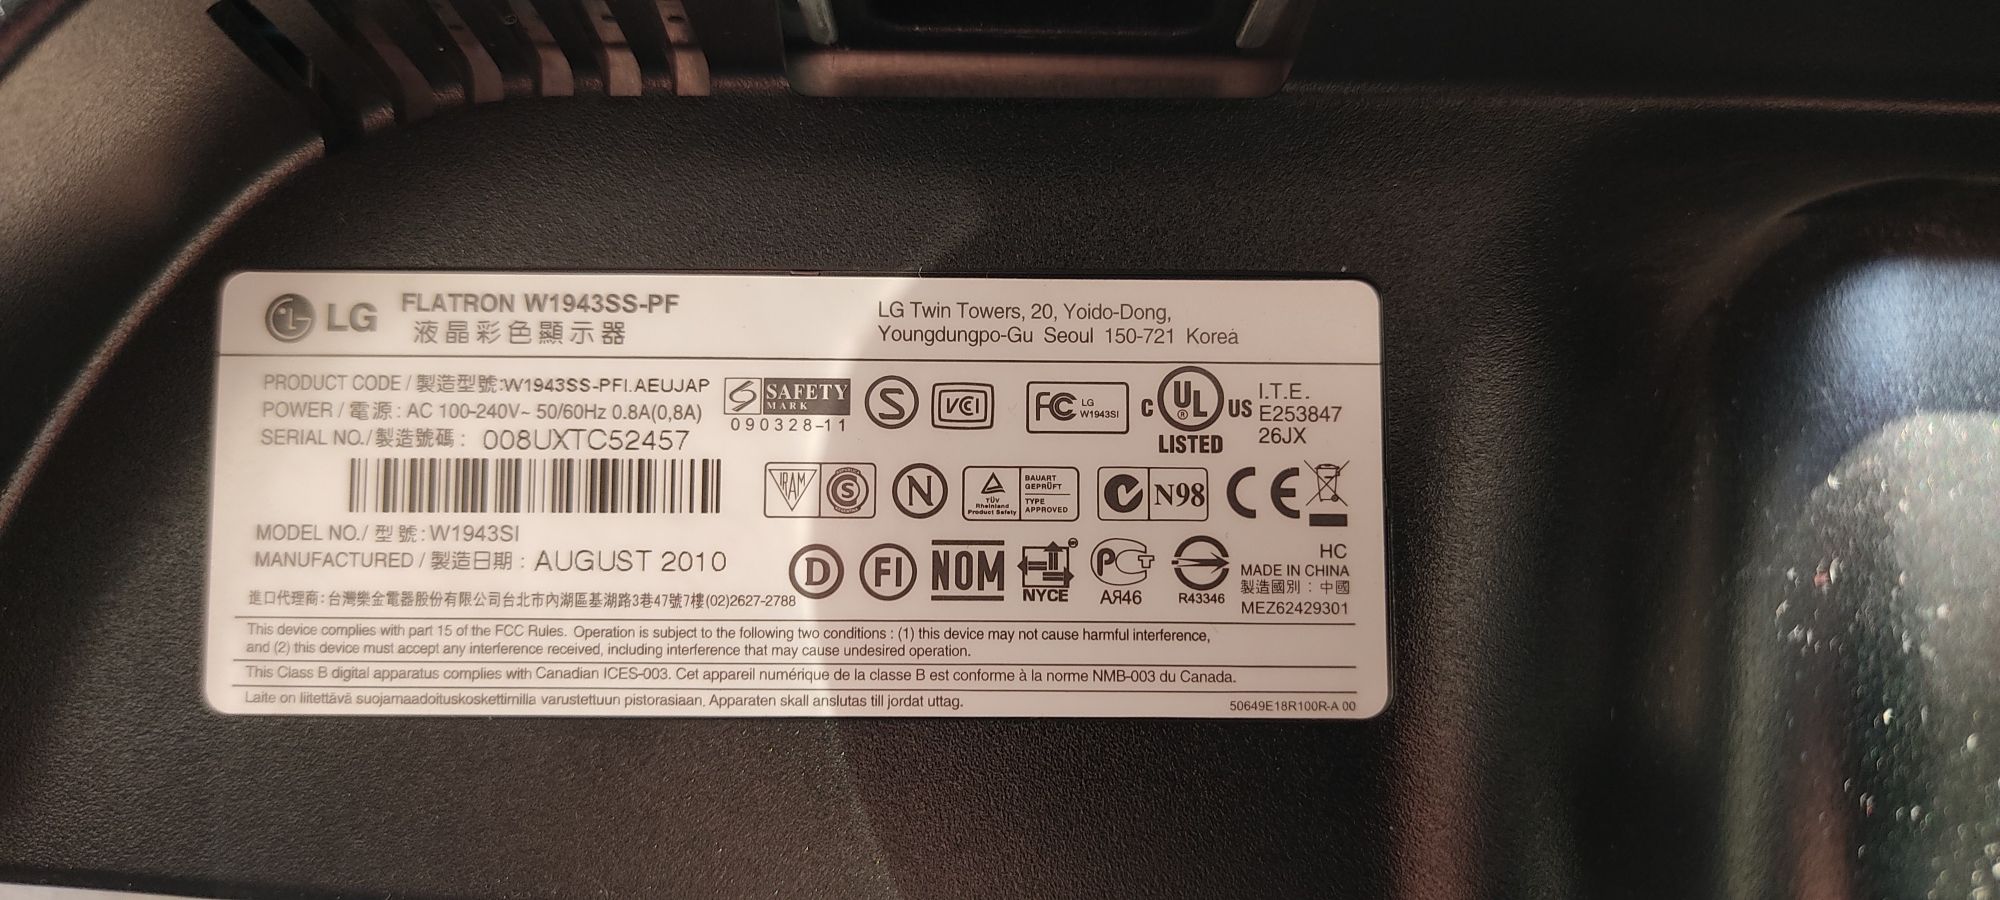 LG
FLATRON W1943SS-PF
液晶彩色顯示器
LG Twin Towers, 20, Yoido-Dong,
Youngdungpo-Gu Seoul 150-721 Korea
PRODUCT CODE / 製造型號:W1943SS-PFI.AEUJAP
POWER / 電源: AC 100-240V~ 50/60Hz 0.8A(0,8A)
SERIAL NO./製造號碼: 008UXTC52457
MODEL NO./ 型號:W1943SI
MANUFACTURED / 製造日期: AUGUST 2010
進口代理商:台灣樂金電器股份有限公司台北市內湖區基湖路3巷47號7樓(02)2627-2788
S SAFETY
MARK
090328-11
S
VCI
FC LG
W1943SI
C UL ® US
LISTED
I.T.E.
E253847
26JX
IRAM
S
N
TÜV
Rheinland
Product Safety
BAUART
GEPRÜFT
TYPE
APPROVED
N98
CE
D
FI
NOM
NYCE
РСТ
АЯ46
R43346
HC
MADE IN CHINA
製造國別:中國
MEZ62429301
This device complies with part 15 of the FCC Rules. Operation is subject to the following two conditions : (1) this device may not cause harmful interference,
and (2) this device must accept any interference received, including interference that may cause undesired operation.
This Class B digital apparatus complies with Canadian ICES-003. Cet appareil numérique de la classe B est conforme à la norme NMB-003 du Canada.
Laite on liitettävä suojamaadoituskoskettimilla varustettuun pistorasiaan. Apparaten skall anslutas till jordat uttag.
50649E18R100R-A 00